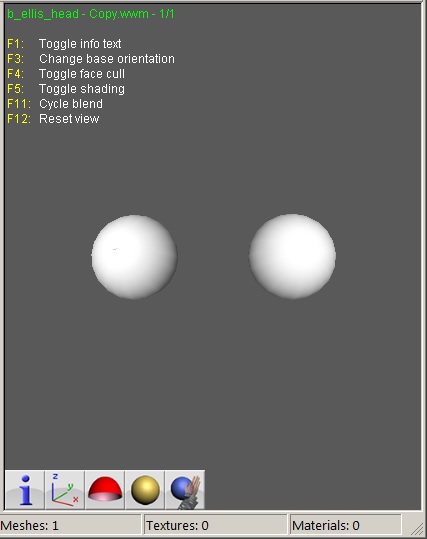 b_ellis_head - Copy.wwm - 1/1
F1: Toggle info text
F3: Change base orientation
F4: Toggle face cull
F5: Toggle shading
F11: Cycle blend
F12: Reset view
z
y
x
Meshes: 1 Textures: 0 Materials: 0